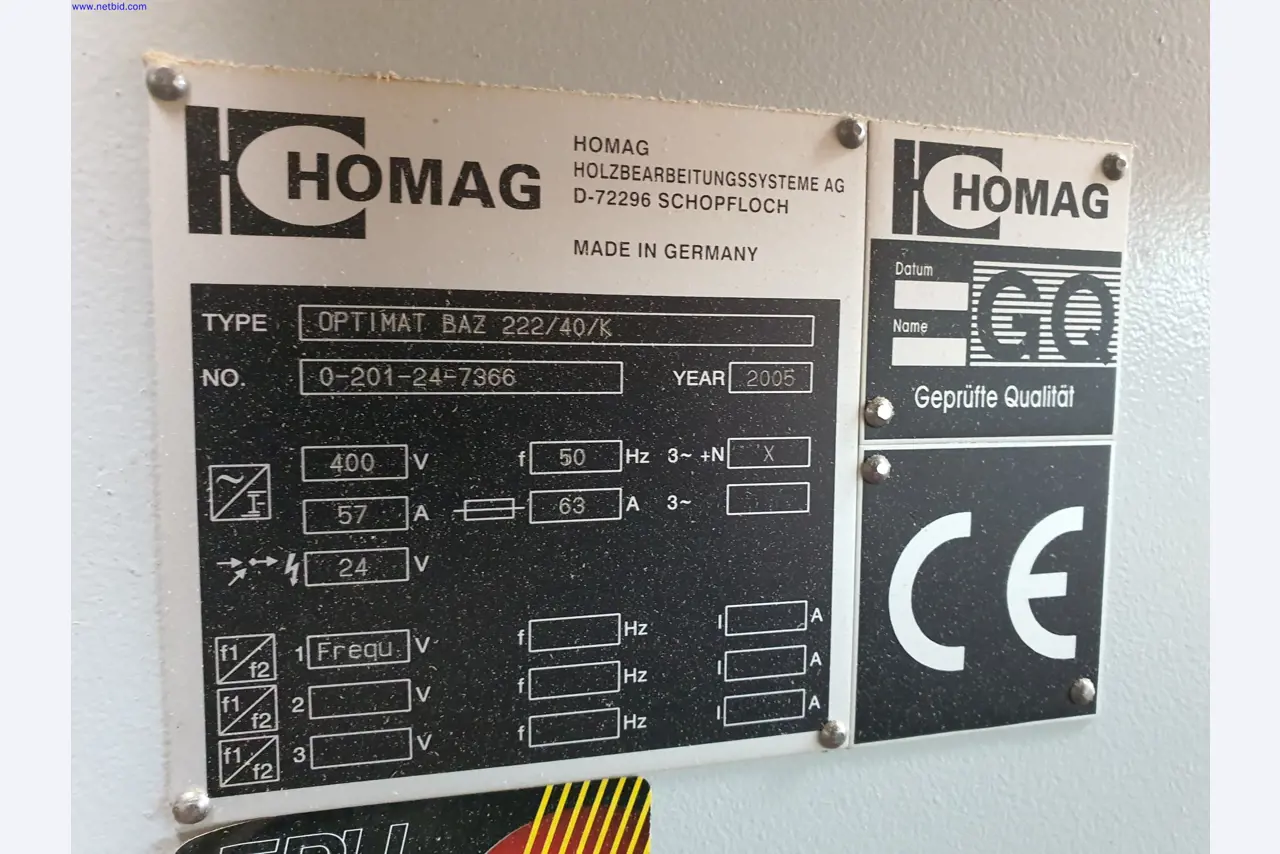 www.netbid.com
HOMAG
HOMAG
HOLZBEARBEITUNGSSYSTEME AG
D-72296 SCHOPFLOCH
MADE IN GERMANY
TYPE OPTIMAT BAZ 222/40/K
NO. 0-201-24-7366 YEAR 2005
400 V f 50 Hz 3~ +N X
57 A 63 A 3~
24 V
f1/f2 1 Frequ V f Hz I A
f1/f2 2 V f Hz I A
f1/f2 3 V f Hz I A
HOMAG
Datum
Name
GQ
Geprüfte Qualität
CE